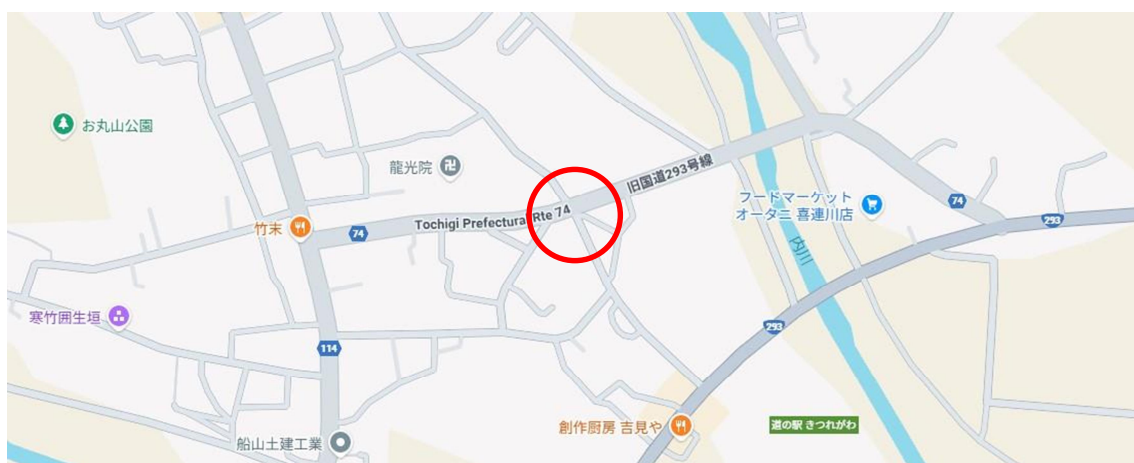 お丸山公園
龍光院
旧国道293号線
フードマーケット
オータニ 喜連川店
74
293
竹末
74
Tochigi Prefectural Rte 74
内川
寒竹囲生垣
293
114
創作厨房 吉見や
道の駅 きつれがわ
船山土建工業